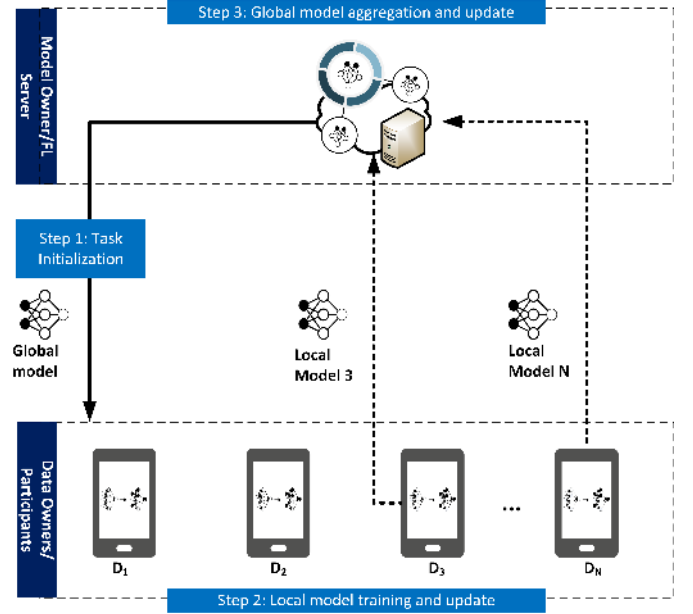 Step 3: Global model aggregation and update
Model Owner/FL
Server
Step 1: Task
Initialization
Global
model
Local
Model 3
Local
Model N
Data Owners/
Participants
...
D1
D2
D3
DN
Step 2: Local model training and update